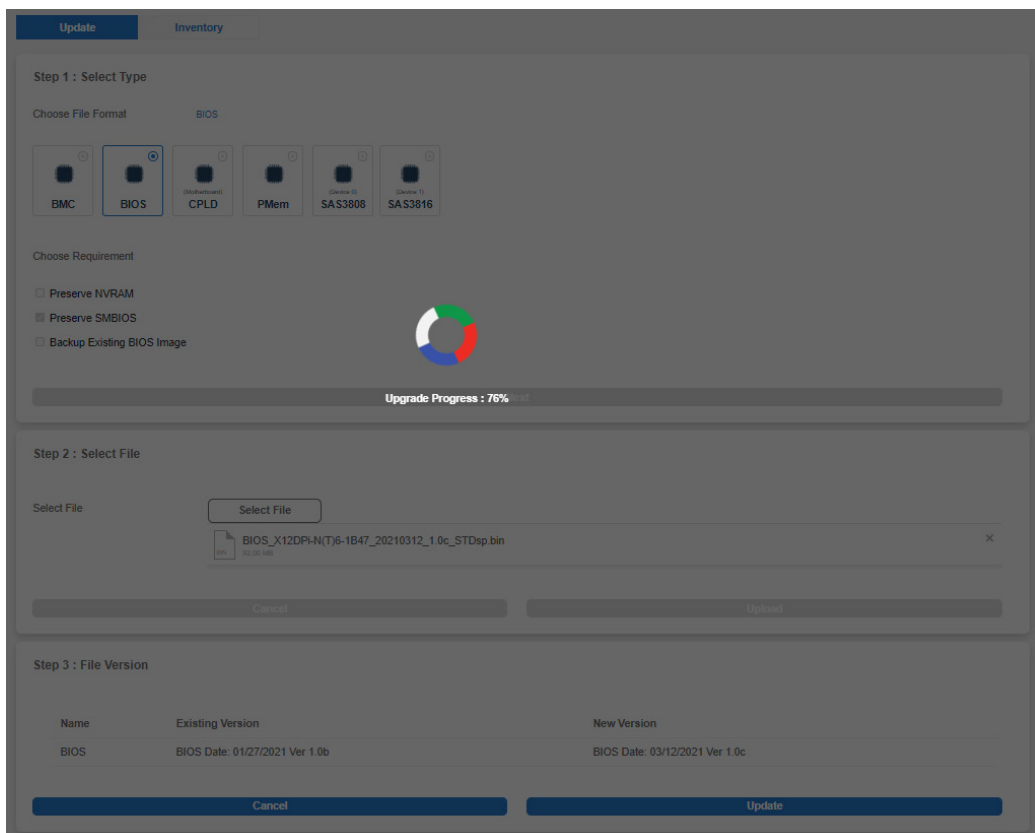 Update Inventory
Step 1 : Select Type
Choose File Format BIOS
(Motherboard) (Device 0) (Device 1)
BMC BIOS CPLD PMem SAS3808 SAS3816
Choose Requirement
Preserve NVRAM
Preserve SMBIOS
Backup Existing BIOS Image
Upgrade Progress : 76%
Step 2 : Select File
Select File Select File
BIOS_X12DPi-N(T)6-1B47_20210312_1.0c_STDsp.bin
Cancel Upload
Step 3 : File Version
Name Existing Version New Version
BIOS BIOS Date: 01/27/2021 Ver 1.0b BIOS Date: 03/12/2021 Ver 1.0c
Cancel Update